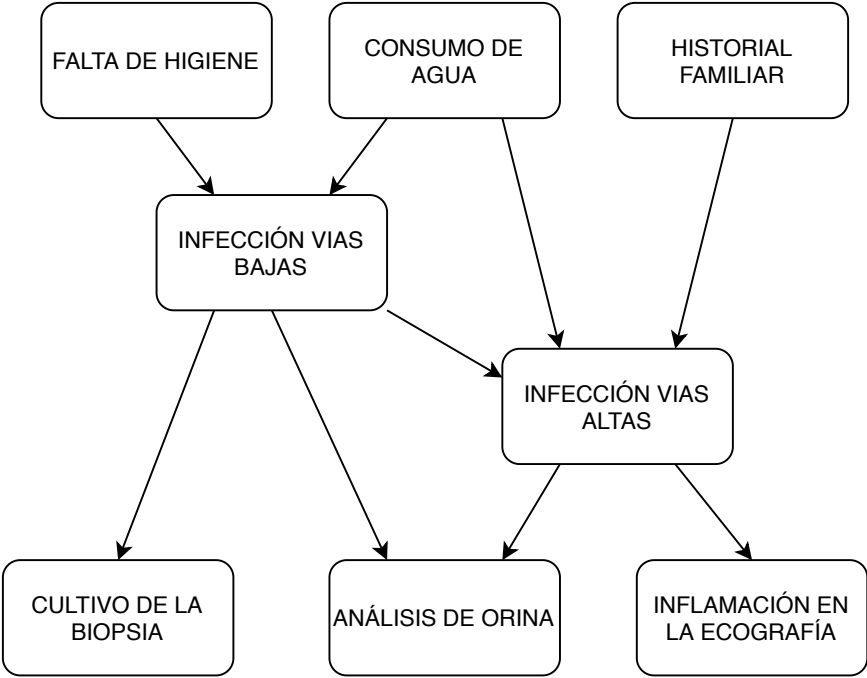 FALTA DE HIGIENE
CONSUMO DE
AGUA
HISTORIAL
FAMILIAR
INFECCIÓN VIAS
BAJAS
INFECCIÓN VIAS
ALTAS
CULTIVO DE LA
BIOPSIA
ANÁLISIS DE ORINA
INFLAMACIÓN EN
LA ECOGRAFÍA